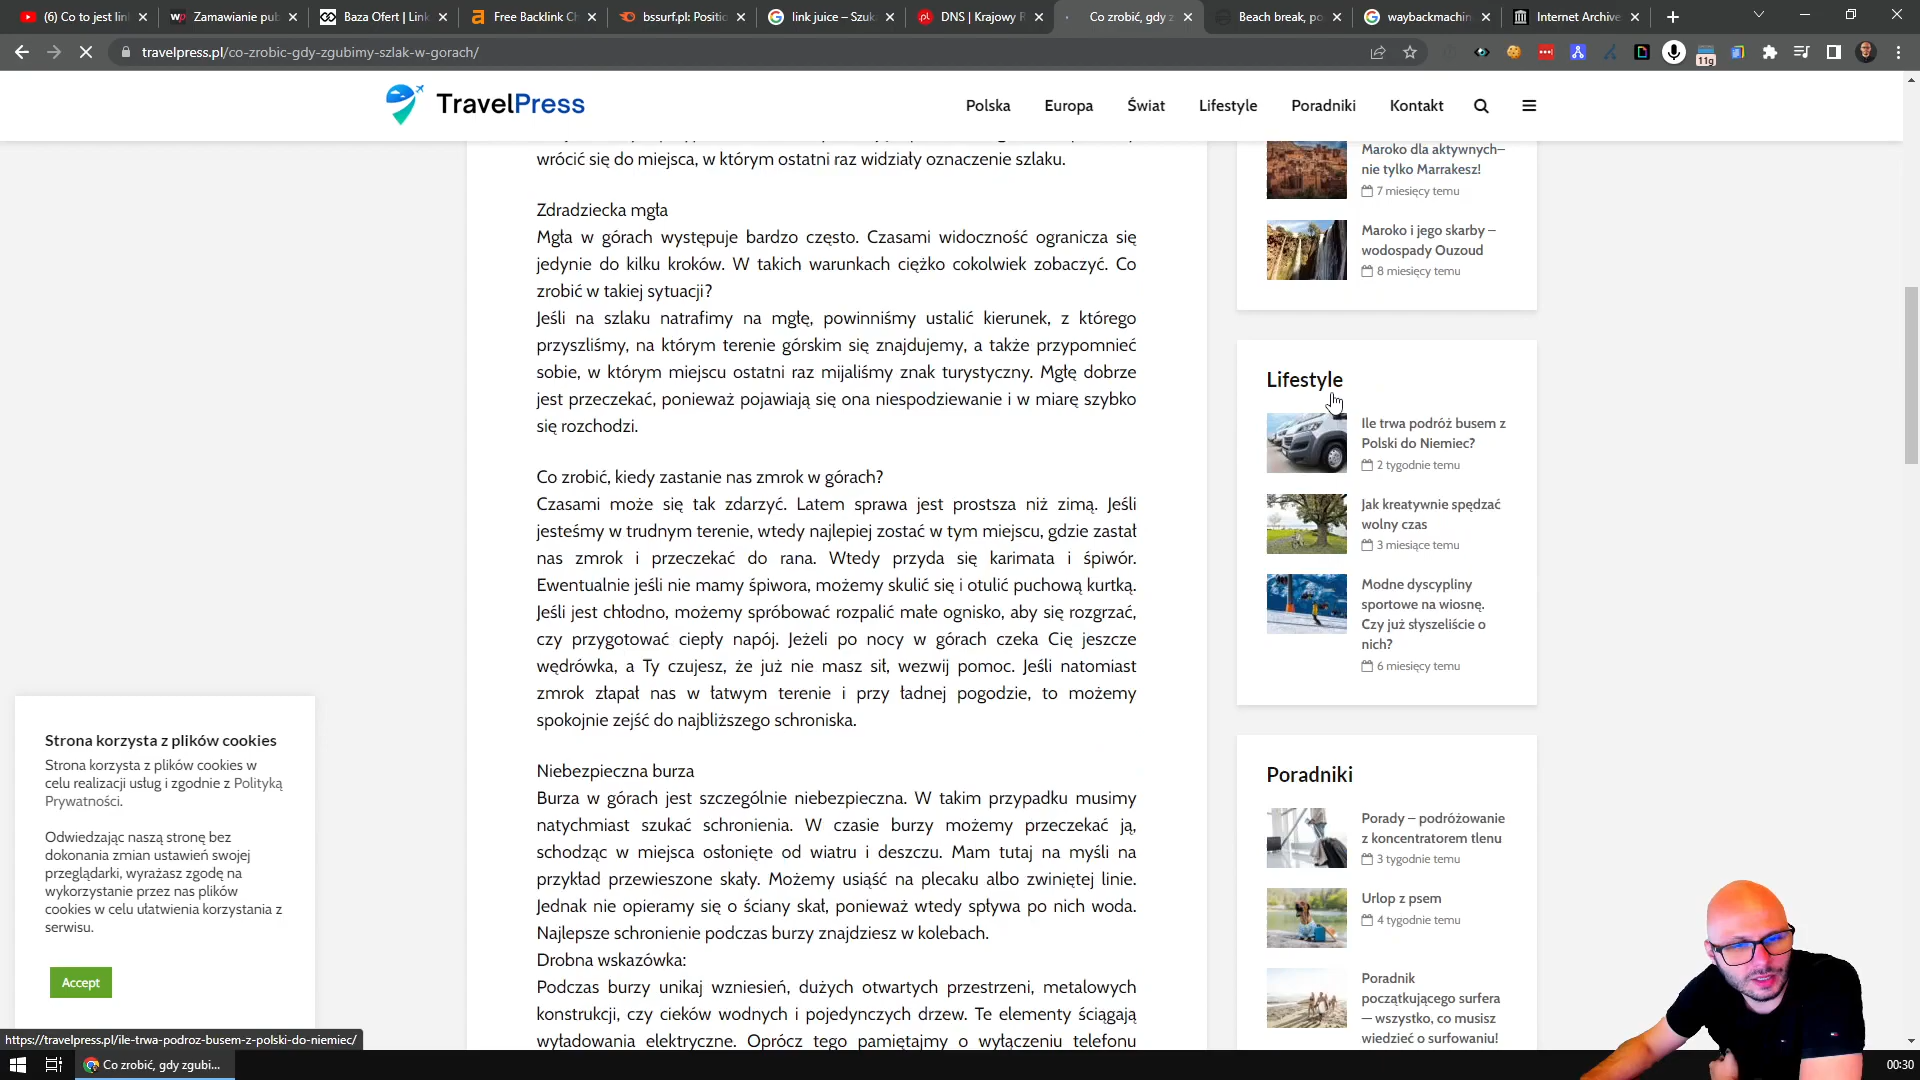 (6) Co to jest lin
Zamawianie pub
Baza Ofert | Link
Free Backlink Ch
bssurf.pl: Positio
link juice – Szuka
DNS | Krajowy R
Co zrobić, gdy z
Beach break, po
waybackmachin
Internet Archive
travelpress.pl/co-zrobic-gdy-zgubimy-szlak-w-gorach/
11g
TravelPress
Polska
Europa
Świat
Lifestyle
Poradniki
Kontakt
wrócić się do miejsca, w którym ostatni raz widziały oznaczenie szlaku.
Zdradziecka mgła
Mgła w górach występuje bardzo często. Czasami widoczność ogranicza się
jedynie do kilku kroków. W takich warunkach ciężko cokolwiek zobaczyć. Co
zrobić w takiej sytuacji?
Jeśli na szlaku natrafimy na mgłę, powinniśmy ustalić kierunek, z którego
przyszliśmy, na którym terenie górskim się znajdujemy, a także przypomnieć
sobie, w którym miejscu ostatni raz mijaliśmy znak turystyczny. Mgłę dobrze
jest przeczekać, ponieważ pojawiają się ona niespodziewanie i w miarę szybko
się rozchodzi.
Co zrobić, kiedy zastanie nas zmrok w górach?
Czasami może się tak zdarzyć. Latem sprawa jest prostsza niż zimą. Jeśli
jesteśmy w trudnym terenie, wtedy najlepiej zostać w tym miejscu, gdzie zastał
nas zmrok i przeczekać do rana. Wtedy przyda się karimata i śpiwór.
Ewentualnie jeśli nie mamy śpiwora, możemy skulić się i otulić puchową kurtką.
Jeśli jest chłodno, możemy spróbować rozpalić małe ognisko, aby się rozgrzać,
czy przygotować ciepły napój. Jeżeli po nocy w górach czeka Cię jeszcze
wędrówka, a Ty czujesz, że już nie masz sił, wezwij pomoc. Jeśli natomiast
zmrok złapał nas w łatwym terenie i przy ładnej pogodzie, to możemy
spokojnie zejść do najbliższego schroniska.
Niebezpieczna burza
Burza w górach jest szczególnie niebezpieczna. W takim przypadku musimy
natychmiast szukać schronienia. W czasie burzy możemy przeczekać ją,
schodząc w miejsca osłonięte od wiatru i deszczu. Mam tutaj na myśli na
przykład przewieszone skały. Możemy usiąść na plecaku albo zwiniętej linie.
Jednak nie opieramy się o ściany skał, ponieważ wtedy spływa po nich woda.
Najlepsze schronienie podczas burzy znajdziesz w kolebach.
Drobna wskazówka:
Podczas burzy unikaj wzniesień, dużych otwartych przestrzeni, metalowych
konstrukcji, czy cieków wodnych i pojedynczych drzew. Te elementy ściągają
wyładowania elektryczne. Oprócz tego pamiętajmy o wyłączeniu telefonu
Maroko dla aktywnych–
nie tylko Marrakesz!
7 miesięcy temu
Maroko i jego skarby –
wodospady Ouzoud
8 miesięcy temu
Lifestyle
Ile trwa podróż busem z
Polski do Niemiec?
2 tygodnie temu
Jak kreatywnie spędzać
wolny czas
3 miesiące temu
Modne dyscypliny
sportowe na wiosnę.
Czy już słyszeliście o
nich?
6 miesięcy temu
Poradniki
Porady – podróżowanie
z koncentratorem tlenu
3 tygodnie temu
Urlop z psem
4 tygodnie temu
Poradnik
początkującego surfera
— wszystko, co musisz
wiedzieć o surfowaniu!
Strona korzysta z plików cookies
Strona korzysta z plików cookies w
celu realizacji usług i zgodnie z Polityką
Prywatności.
Odwiedzając naszą stronę bez
dokonania zmian ustawień swojej
przeglądarki, wyrażasz zgodę na
wykorzystanie przez nas plików
cookies w celu ułatwienia korzystania z
serwisu.
Accept
https://travelpress.pl/ile-trwa-podroz-busem-z-polski-do-niemiec/
Co zrobić, gdy zgubi...
00:30